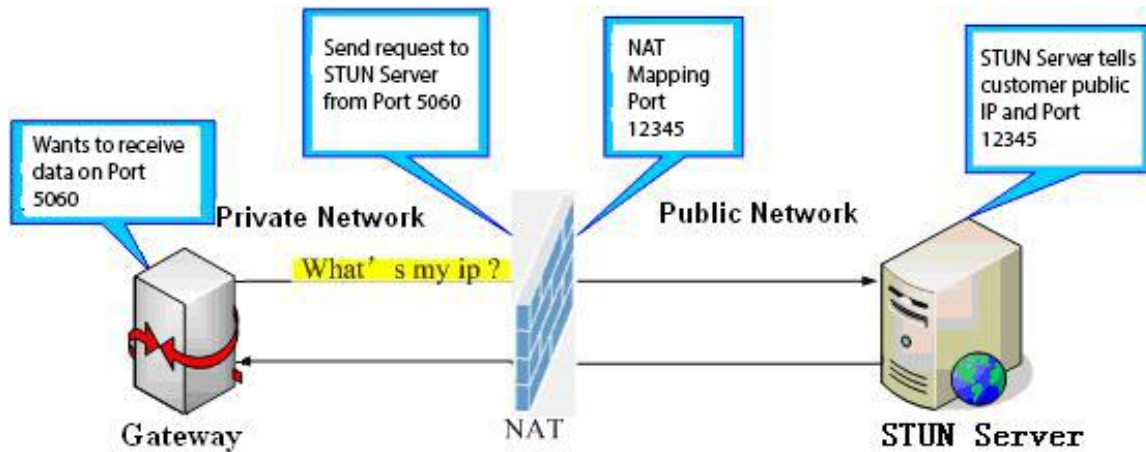 Send request to
STUN Server
from Port 5060
NAT
Mapping
Port
12345
STUN Server tells
customer public
IP and Port
12345
Wants to receive
data on Port
5060
Private Network
Public Network
What's my ip ?
Gateway
NAT
STUN Server